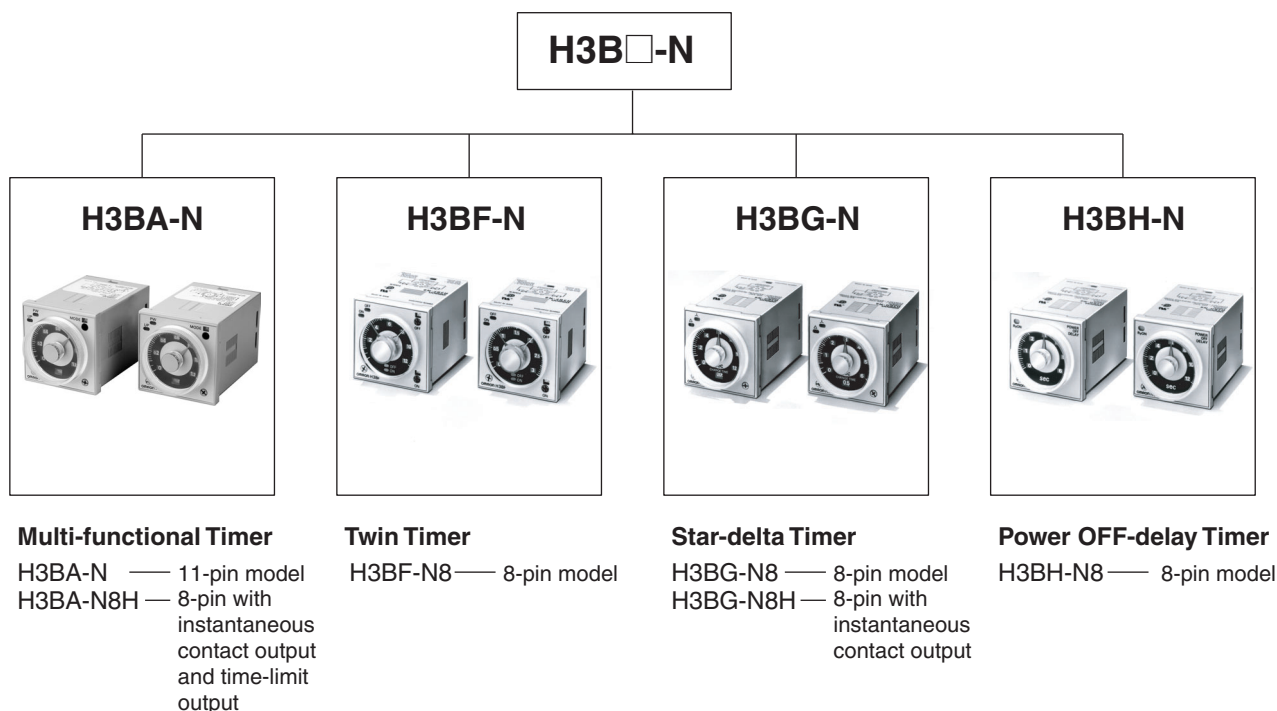 H3B□-N
H3BA-N
H3BF-N
H3BG-N
H3BH-N
Multi-functional Timer
H3BA-N — 11-pin model
H3BA-N8H — 8-pin with
instantaneous
contact output
and time-limit
output
Twin Timer
H3BF-N8 — 8-pin model
Star-delta Timer
H3BG-N8 — 8-pin model
H3BG-N8H — 8-pin with
instantaneous
contact output
Power OFF-delay Timer
H3BH-N8 — 8-pin model